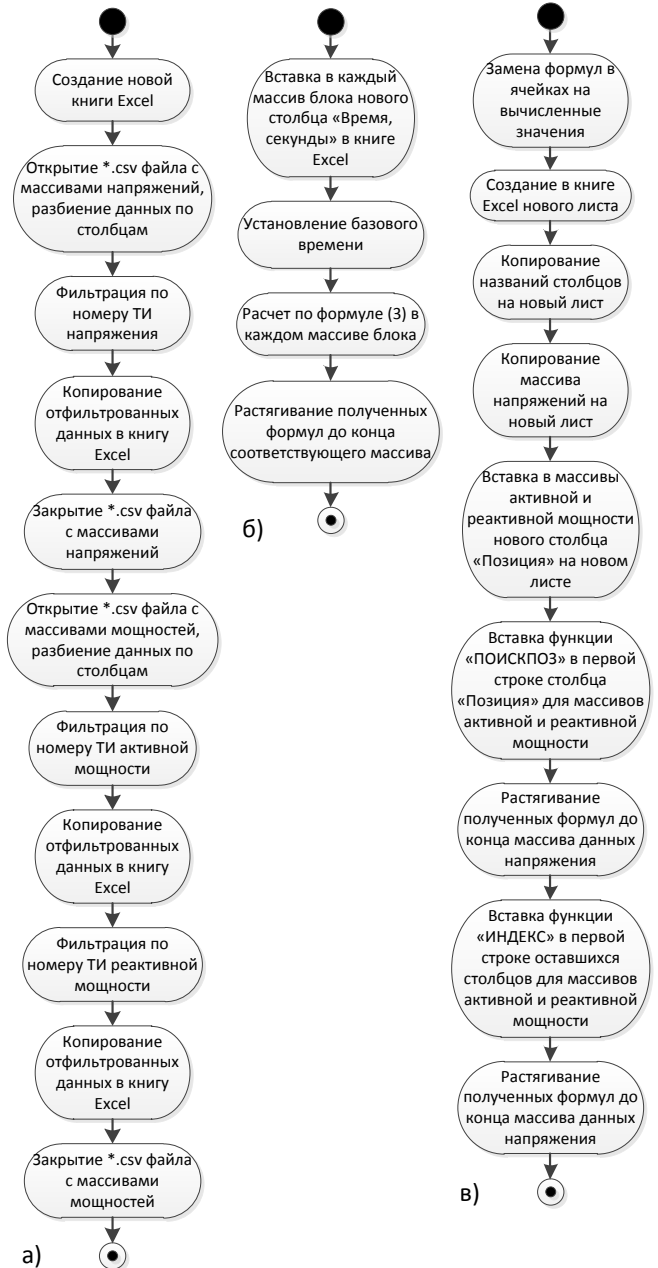 Создание новой
книги Excel
Открытие *.csv файла с
массивами напряжений,
разбиение данных по
столбцам
Фильтрация по
номеру ТИ
напряжения
Копирование
отфильтрованных
данных в книгу
Excel
Закрытие *.csv файла
с массивами
напряжений
Открытие *.csv файла с
массивами мощностей,
разбиение данных по
столбцам
Фильтрация по
номеру ТИ активной
мощности
Копирование
отфильтрованных
данных в книгу
Excel
Фильтрация по
номеру ТИ реактивной
мощности
Копирование
отфильтрованных
данных в книгу
Excel
Закрытие *.csv файла
с массивами
мощностей
а)
Вставка в каждый
массив блока нового
столбца «Время,
секунды» в книге
Excel
Установление базового
времени
Расчет по формуле (3) в
каждом массиве блока
Растягивание полученных
формул до конца
соответствующего массива
б)
Замена формул в
ячейках на
вычисленные
значения
Создание в книге
Excel нового листа
Копирование
названий столбцов
на новый лист
Копирование
массива
напряжений на
новый лист
Вставка в массивы
активной и
реактивной мощности
нового столбца
«Позиция» на новом
листе
Вставка функции
«ПОИСКПОЗ» в первой
строке столбца
«Позиция» для массивов
активной и реактивной
мощности
Растягивание
полученных формул до
конца массива данных
напряжения
Вставка функции
«ИНДЕКС» в первой
строке оставшихся
столбцов для массивов
активной и реактивной
мощности
Растягивание
полученных формул до
конца массива данных
напряжения
в)